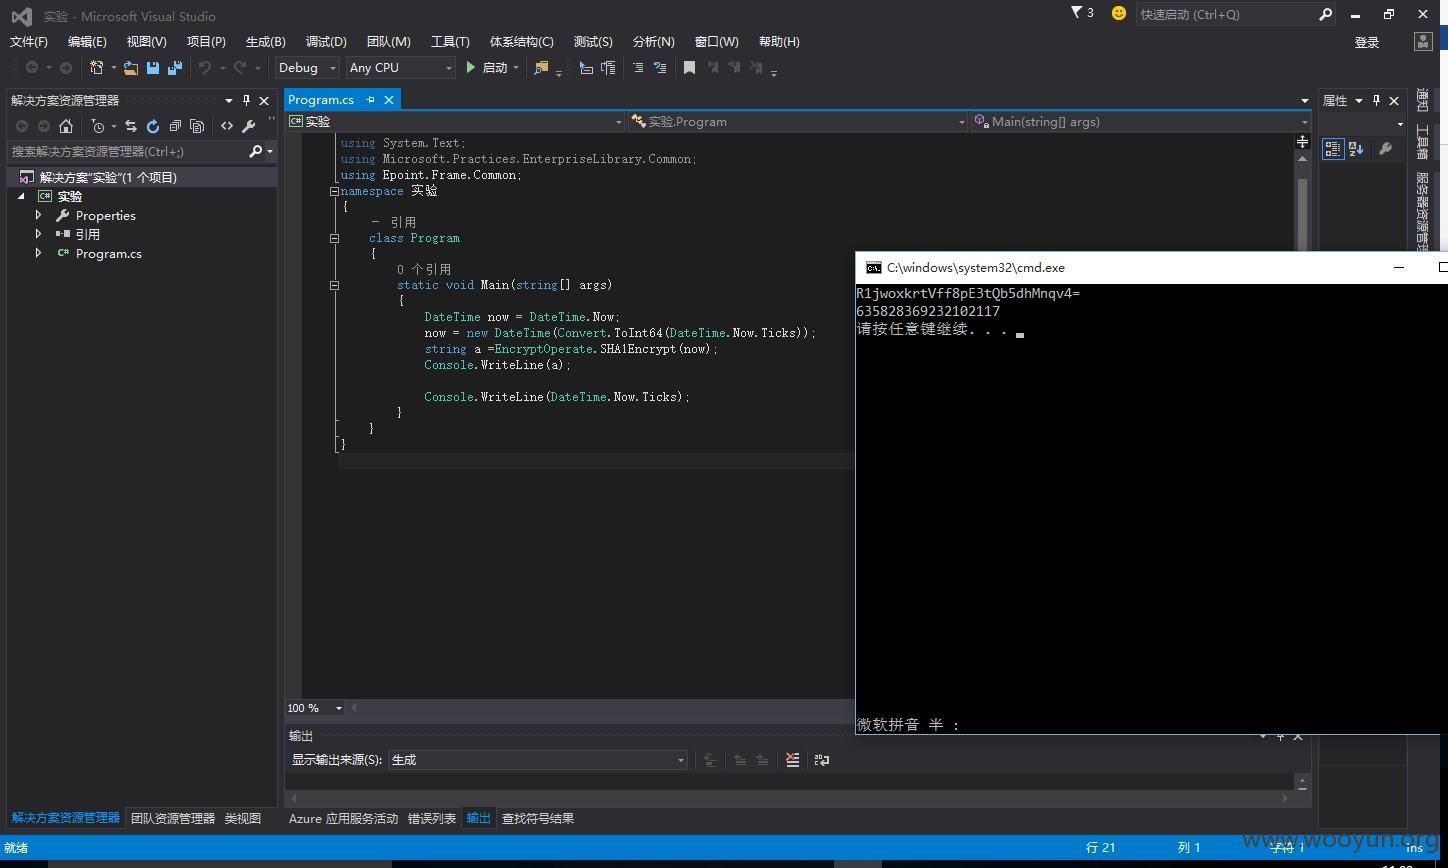 实验 - Microsoft Visual Studio
3
快速启动 (Ctrl+Q)
文件(F) 编辑(E) 视图(V) 项目(P) 生成(B) 调试(D) 团队(M) 工具(T) 体系结构(C) 测试(S) 分析(N) 窗口(W) 帮助(H)
登录
Debug Any CPU 启动
解决方案资源管理器
搜索解决方案资源管理器(Ctrl+;)
解决方案"实验"(1 个项目)
C# 实验
Properties
引用
C# Program.cs
Program.cs
C# 实验 实验.Program Main(string[] args)
using System.Text;
using Microsoft.Practices.EnterpriseLibrary.Common;
using Epoint.Frame.Common;
namespace 实验
{
引用
class Program
{
0 个引用
static void Main(string[] args)
{
DateTime now = DateTime.Now;
now = new DateTime(Convert.ToInt64(DateTime.Now.Ticks));
string a =EncryptOperate.SHA1Encrypt(now);
Console.WriteLine(a);
Console.WriteLine(DateTime.Now.Ticks);
}
}
}
属性
通知
工具箱
服务器资源管理
C:\windows\system32\cmd.exe
R1jwoxkrtVff8pE3tQb5dhMnqv4=
635828369232102117
请按任意键继续. . .
微软拼音 半 :
100 %
输出
显示输出来源(S): 生成
解决方案资源管理器 团队资源管理器 类视图
Azure 应用服务活动 错误列表 输出 查找符号结果
就绪
行 21 列 1 字符 1 Ins
www.wooyun.org